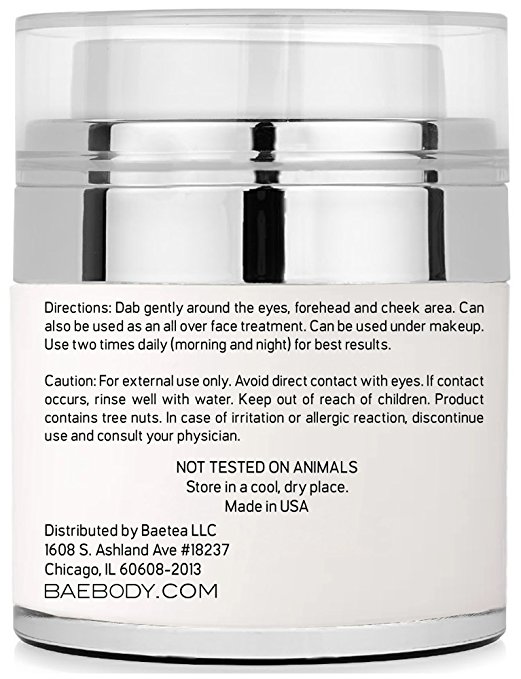 Directions: Dab gently around the eyes, forehead and cheek area. Can
also be used as an all over face treatment. Can be used under makeup.
Use two times daily (morning and night) for best results.
Caution: For external use only. Avoid direct contact with eyes. If contact
occurs, rinse well with water. Keep out of reach of children. Product
contains tree nuts. In case of irritation or allergic reaction, discontinue
use and consult your physician.
NOT TESTED ON ANIMALS
Store in a cool, dry place.
Made in USA
Distributed by Baetea LLC
1608 S. Ashland Ave #18237
Chicago, IL 60608-2013
BAEBODY.COM